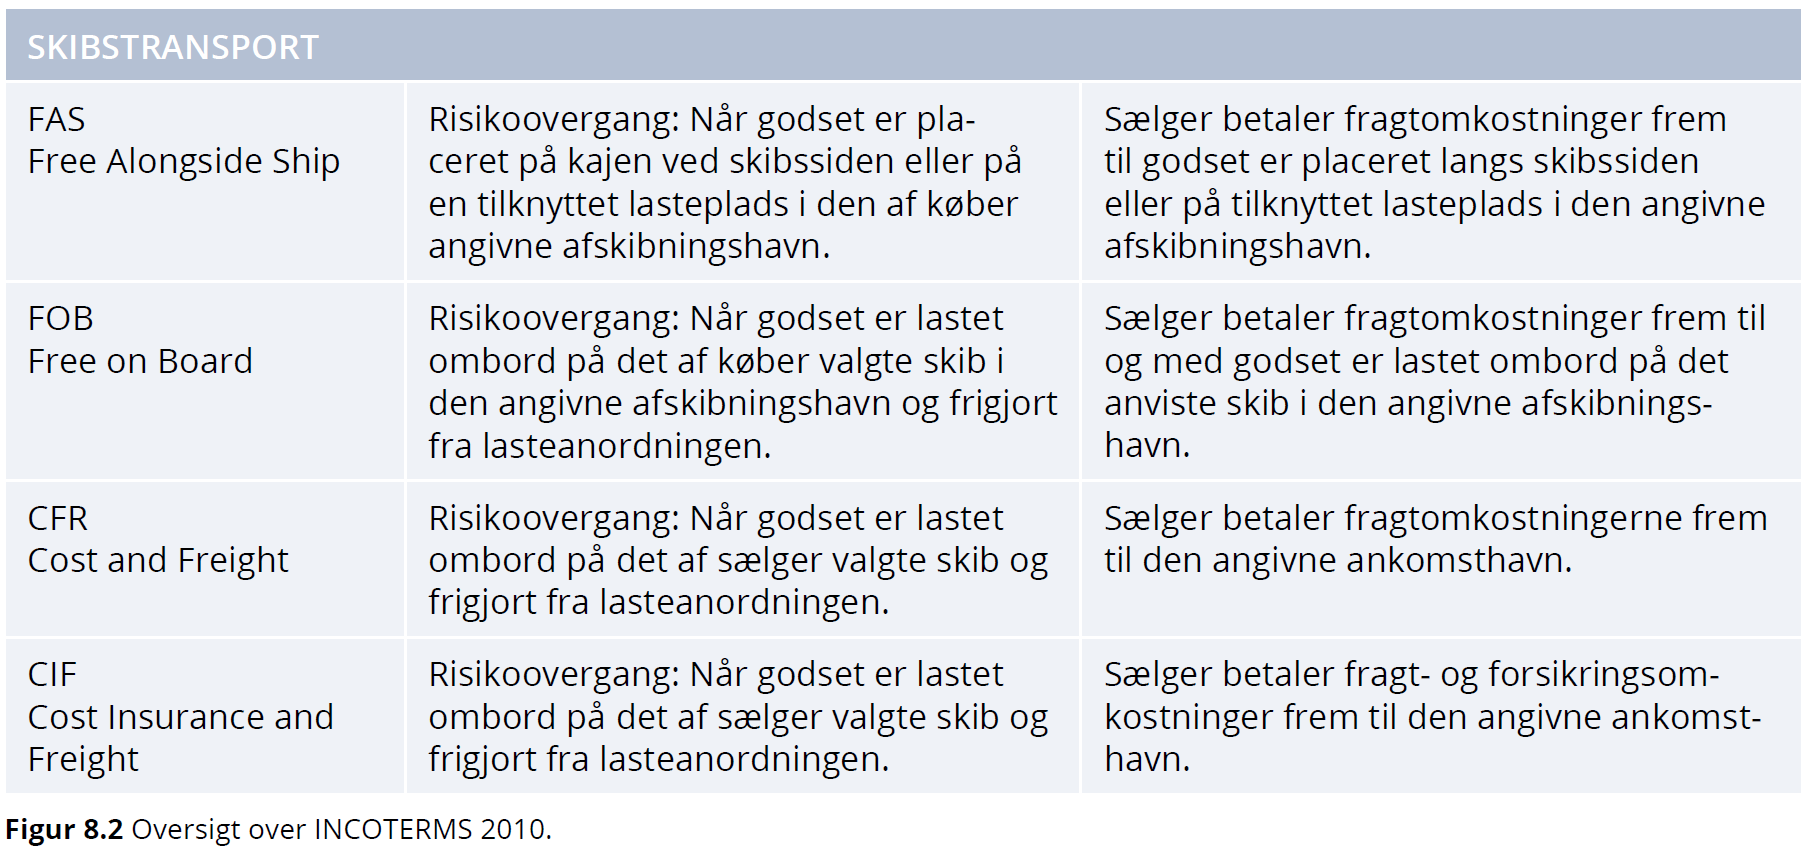 SKIBSTRANSPORT
FAS
Free Alongside Ship
Risikoovergang: Når godset er pla-
ceret på kajen ved skibssiden eller på
en tilknyttet lasteplads i den af køber
angivne afskibningshavn.
Sælger betaler fragtomkostninger frem
til godset er placeret langs skibssiden
eller på tilknyttet lasteplads i den angivne
afskibningshavn.
FOB
Free on Board
Risikoovergang: Når godset er lastet
ombord på det af køber valgte skib i
den angivne afskibningshavn og frigjort
fra lasteanordningen.
Sælger betaler fragtomkostninger frem til
og med godset er lastet ombord på det
anviste skib i den angivne afskibnings-
havn.
CFR
Cost and Freight
Risikoovergang: Når godset er lastet
ombord på det af sælger valgte skib og
frigjort fra lasteanordningen.
Sælger betaler fragtomkostningerne frem
til den angivne ankomsthavn.
CIF
Cost Insurance and
Freight
Risikoovergang: Når godset er lastet
ombord på det af sælger valgte skib og
frigjort fra lasteanordningen.
Sælger betaler fragt- og forsikringsom-
kostninger frem til den angivne ankomst-
havn.
Figur 8.2 Oversigt over INCOTERMS 2010.